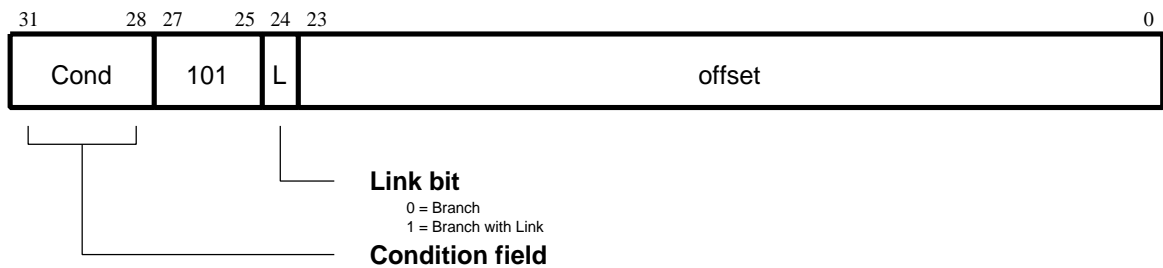 31 28 27 25 24 23 0
Cond 101 L offset
Link bit
0 = Branch
1 = Branch with Link
Condition field